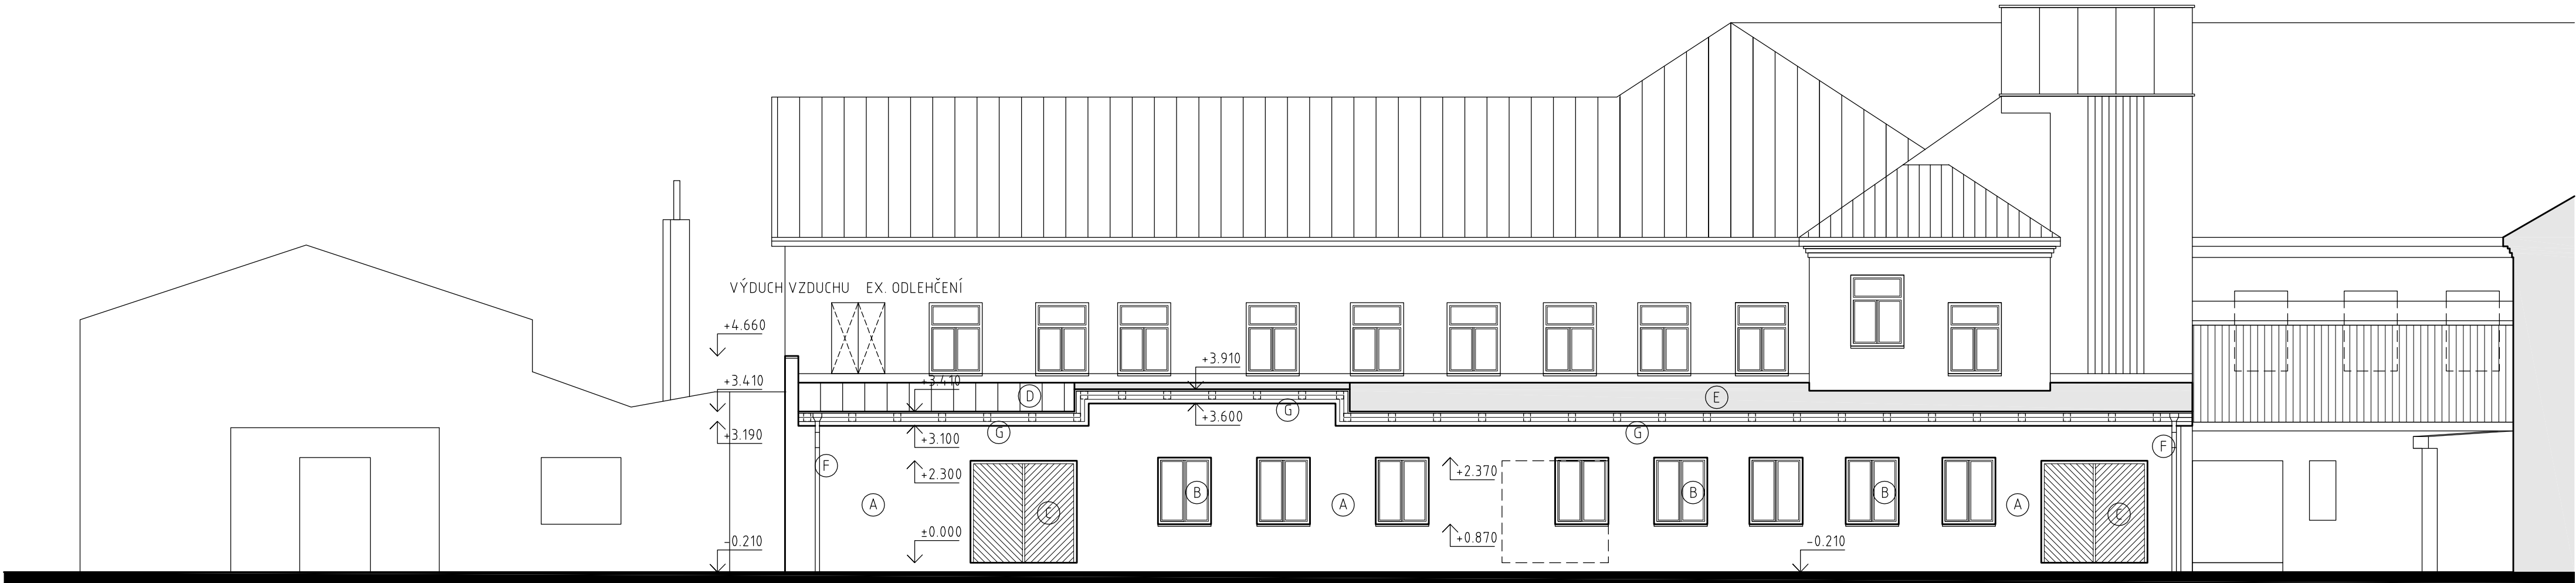 VÝDUCH VZDUCHU EX. ODLEHČENÍ
+4.660
+3.910
+3.410
+3.410
D
E
G
+3.600
+3.190
+3.100
G
G
F
F
+2.300
+2.370
B
B
B
A
A
A
C
C
±0.000
+0.870
-0.210
-0.210